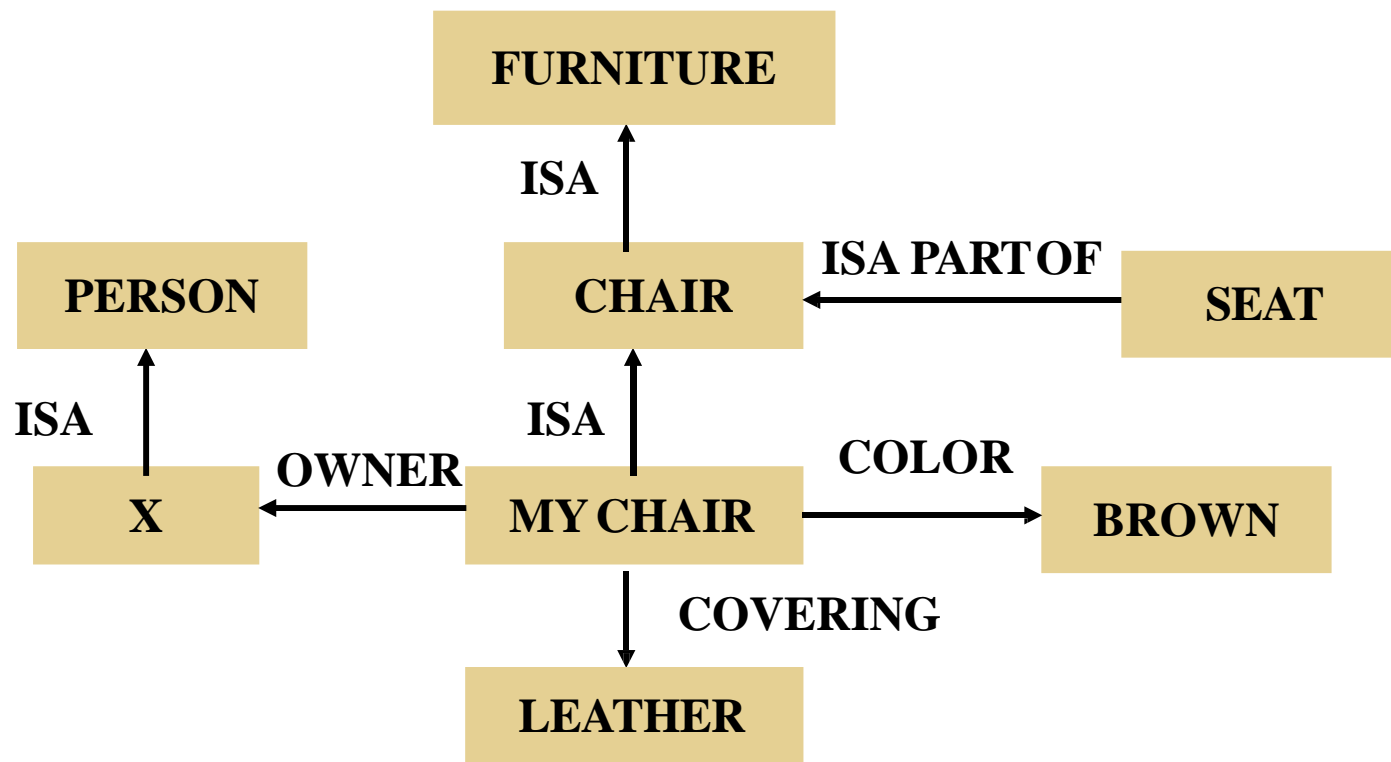 FURNITURE
ISA
ISA PART OF
PERSON
CHAIR
SEAT
ISA
ISA
OWNER
COLOR
X
MY CHAIR
BROWN
COVERING
LEATHER